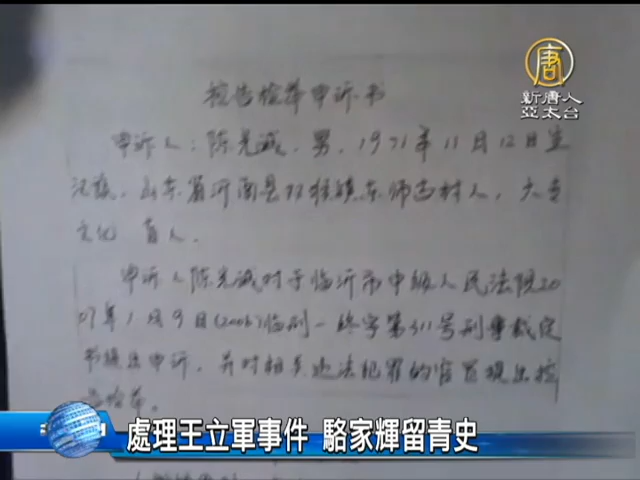 唐
新唐人
亞太台
控告检举申诉书
申诉人:陈光诚、男、1971年11月12日生
汉族、山东省沂南县双堠镇东师古村人,大专
文化 盲人.
申诉人陈光诚对于临沂市中级人民法院20
07年1月9日(2006)临刑一终字第311号刑事裁定
书提出申诉,并对相关违法犯罪的官员提出控
告检举。
處理王立軍事件 駱家輝留青史